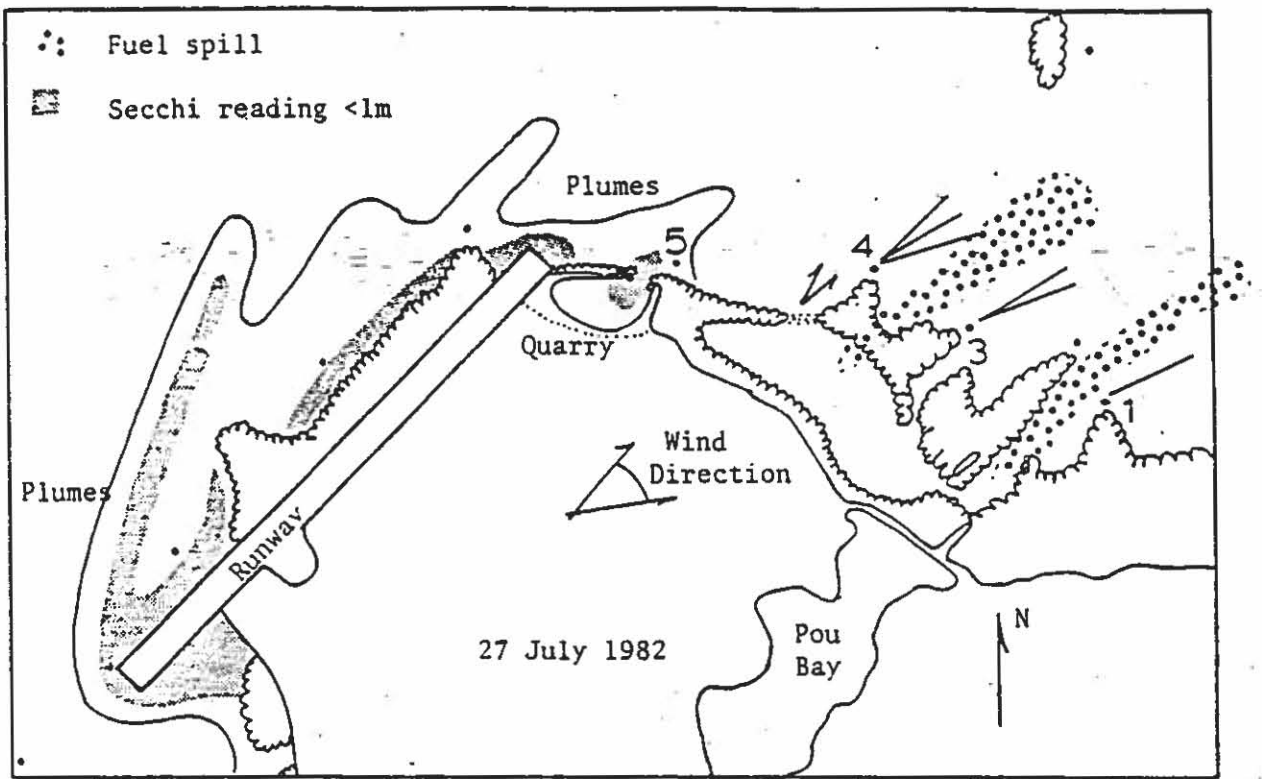 Fuel spill
Secchi reading <1m
Plumes
5
4
3
1
Quarry
Wind
Direction
Plumes
Runway
27 July 1982
Pou
Bay
N